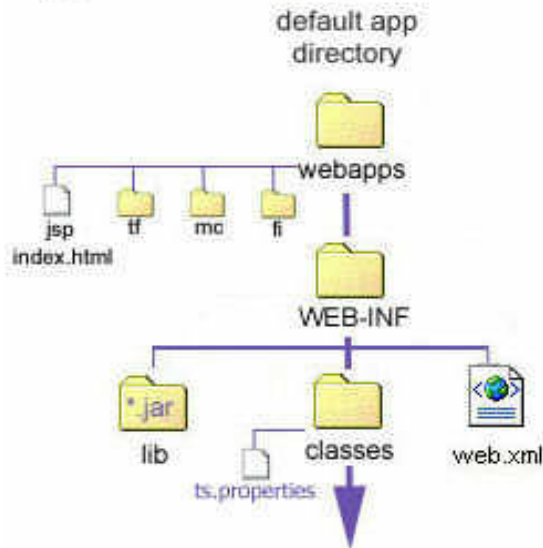 default app
directory
webapps
jsp
index.html
tf
mc
fi
WEB-INF
*.jar
lib
classes
web.xml
ts.properties